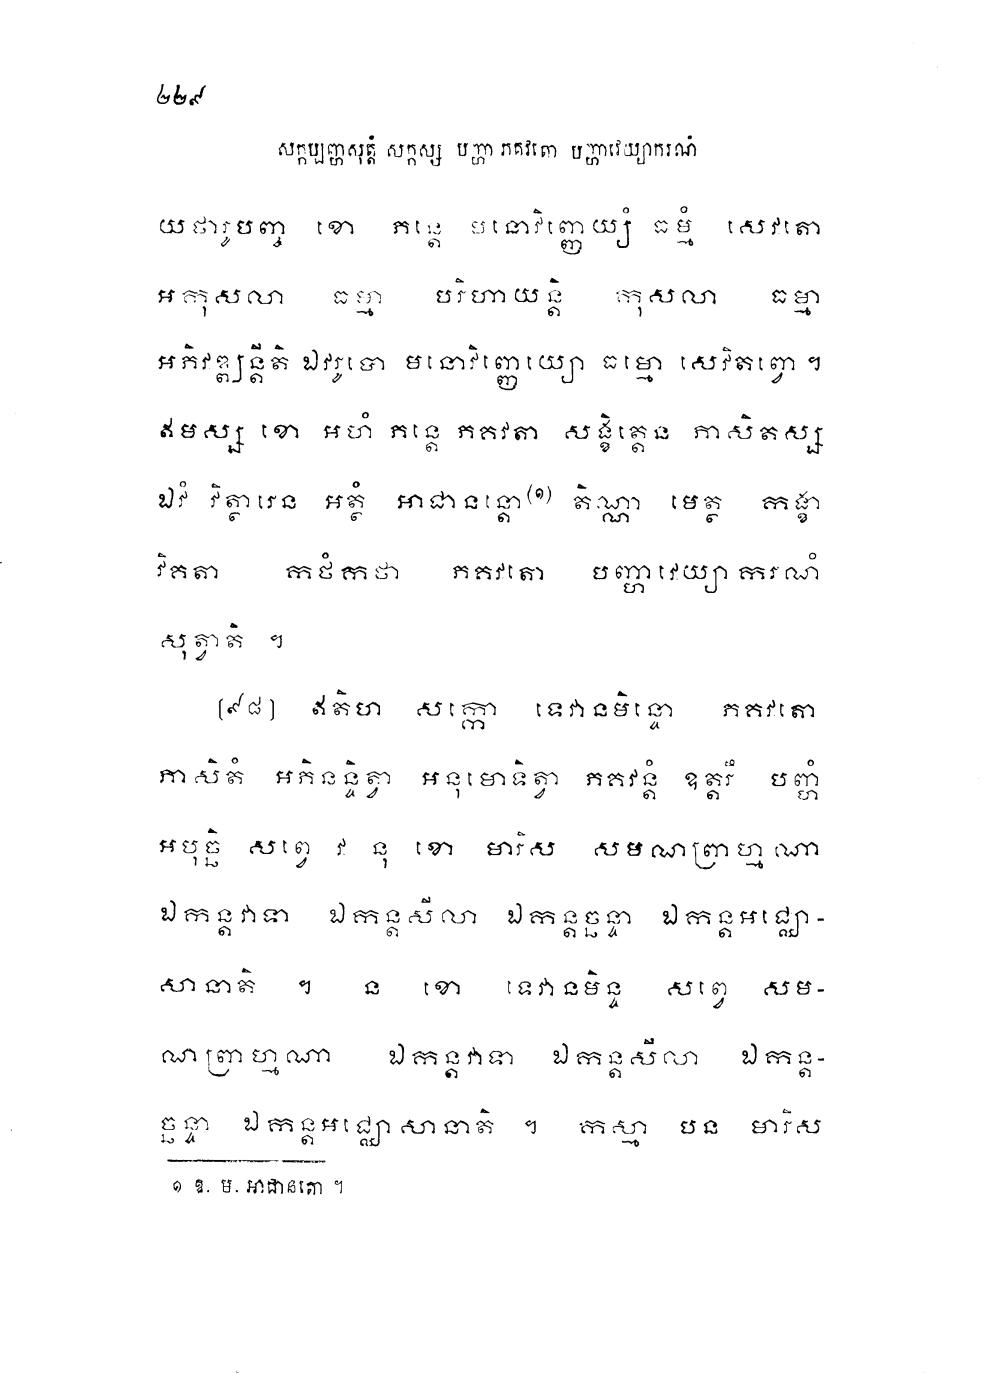 ២២៩
សក្កប្បញ្ហសុត្តំ សក្កស្ស បញ្ហា ភគវតោ បញ្ហាវេយ្យាករណំ
យថារូបញ្ច ខោ ភន្តេ មនោវិញ្ញេយ្យំ ធម្មំ សេវតោ
អកុសលា ធម្មា បរិហាយន្តិ កុសលា ធម្មា
អភិវឌ្ឍន្តីតិ ឯវរូបោ មនោវិញ្ញេយ្យោ ធម្មោ សេវិតព្វោ ។
ឥមស្ស ខោ អហំ ភន្តេ ភគវតា សង្ខិត្តេន ភាសិតស្ស
ឯវំ វិត្ថារេន អត្ថំ អាជានន្តោ(១) តិណ្ណា មេត្ថ កង្ខា
វិគតា កថំកថា ភគវតោ បញ្ហាវេយ្យាករណំ
សុត្វាតិ ។
[៩៨] ឥតិហ សក្កោ ទេវានមិន្ទោ ភគវតោ
ភាសិតំ អភិនន្ទិត្វា អនុមោទិត្វា ភគវន្តំ ឧត្តរឹ បញ្ហំ
អបុច្ឆិ សព្វេ វ នុ ខោ មារិស សមណព្រាហ្មណា
ឯកន្តវាទា ឯកន្តសីលា ឯកន្តច្ឆន្ទា ឯកន្តអជ្ឈោ-
សានាតិ ។ ន ខោ ទេវានមិន្ទ សព្វេ សម-
ណព្រាហ្មណា ឯកន្តវាទា ឯកន្តសីលា ឯកន្ត-
ច្ឆន្ទា ឯកន្តអជ្ឈោសានាតិ ។ កស្មា បន មារិស
១ ឱ. ម. អាជានតោ ។